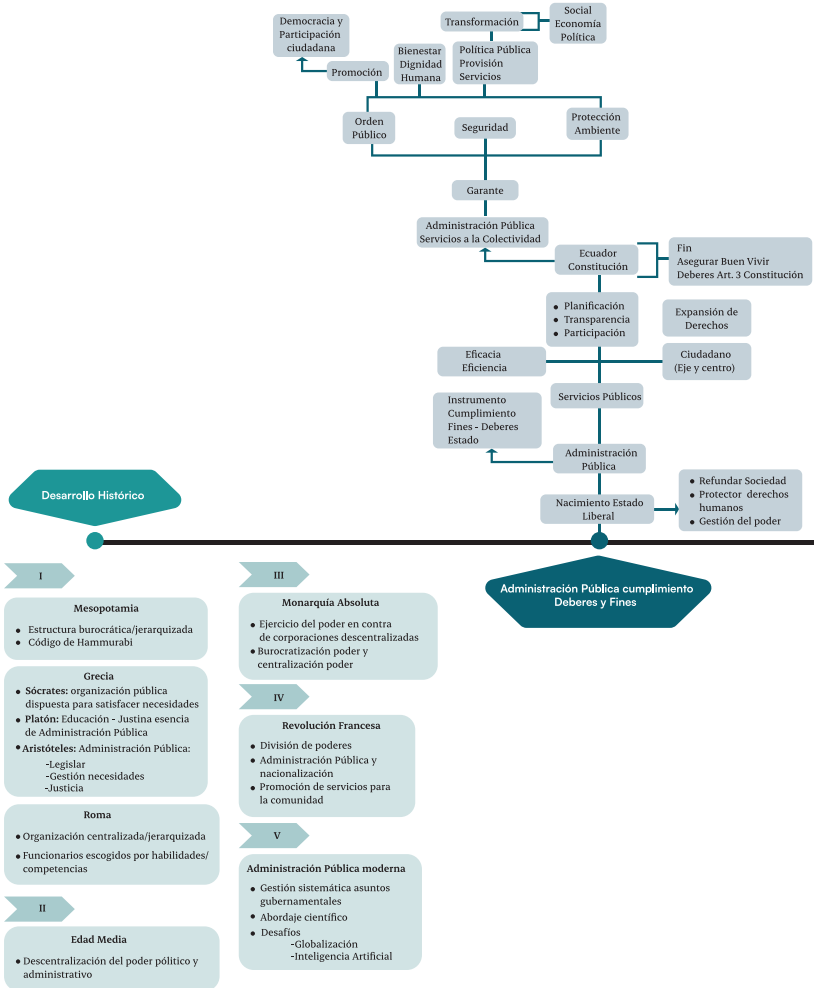 Democracia y
Participación
ciudadana
Promoción
Bienestar
Dignidad
Humana
Transformación
Social
Economía
Política
Política Pública
Provisión
Servicios
Orden
Público
Seguridad
Protección
Ambiente
Garante
Administración Pública
Servicios a la Colectividad
Ecuador
Constitución
Fin
Asegurar Buen Vivir
Deberes Art. 3 Constitución
● Planificación
● Transparencia
● Participación
Expansión de
Derechos
Eficacia
Eficiencia
Ciudadano
(Eje y centro)
Servicios Públicos
Instrumento
Cumplimiento
Fines - Deberes
Estado
Administración
Pública
Nacimiento Estado
Liberal
● Refundar Sociedad
● Protector derechos
humanos
● Gestión del poder
Desarrollo Histórico
Administración Pública cumplimiento
Deberes y Fines
I
Mesopotamia
● Estructura burocrática/jerarquizada
● Código de Hammurabi
Grecia
● Sócrates: organización pública
dispuesta para satisfacer necesidades
● Platón: Educación - Justina esencia
de Administración Pública
● Aristóteles: Administración Pública:
-Legislar
-Gestión necesidades
-Justicia
Roma
● Organización centralizada/jerarquizada
● Funcionarios escogidos por habilidades/
competencias
II
Edad Media
● Descentralización del poder pólitico y
administrativo
III
Monarquía Absoluta
● Ejercicio del poder en contra
de corporaciones descentralizadas
● Burocratización poder y
centralización poder
IV
Revolución Francesa
● División de poderes
● Administración Pública y
nacionalización
● Promoción de servicios para
la comunidad
V
Administración Pública moderna
● Gestión sistemática asuntos
gubernamentales
● Abordaje científico
● Desafíos
-Globalización
-Inteligencia Artificial